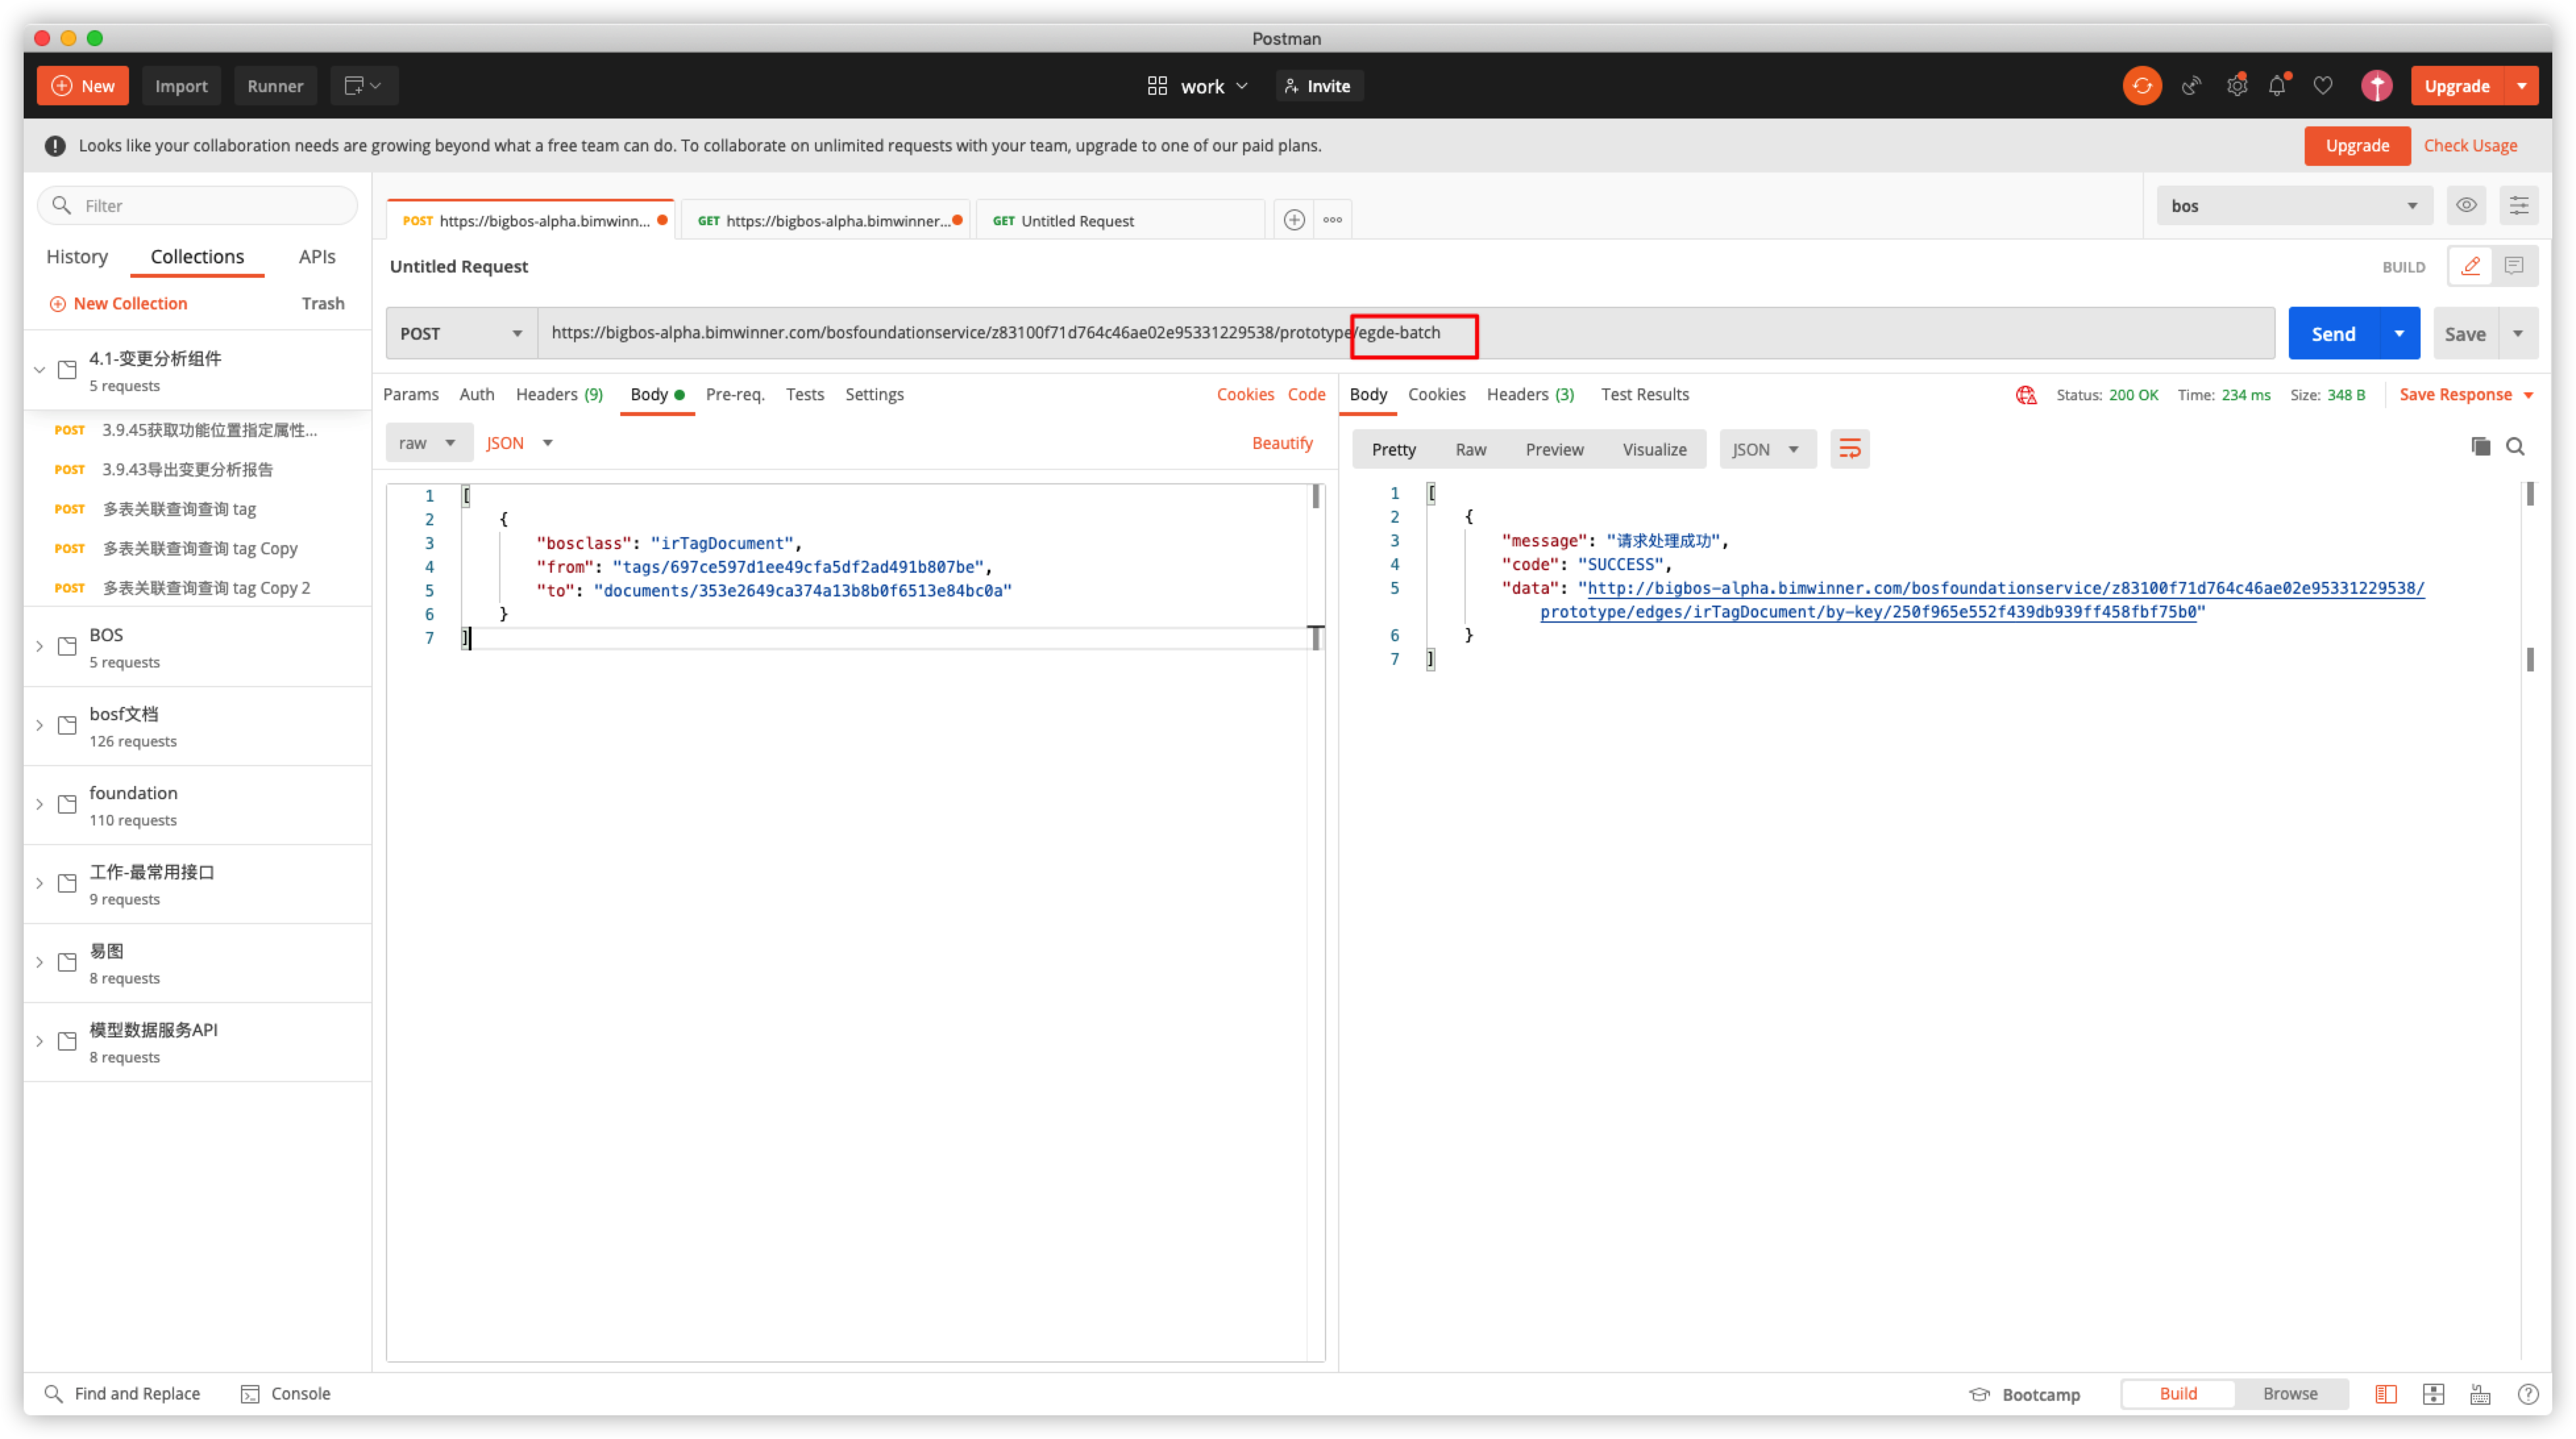 Postman
New
Import
Runner
work
Invite
Upgrade
Looks like your collaboration needs are growing beyond what a free team can do. To collaborate on unlimited requests with your team, upgrade to one of our paid plans.
Upgrade
Check Usage
Filter
History
Collections
APIs
New Collection
Trash
4.1-变更分析组件
5 requests
POST 3.9.45获取功能位置指定属性...
POST 3.9.43导出变更分析报告
POST 多表关联查询查询 tag
POST 多表关联查询查询 tag Copy
POST 多表关联查询查询 tag Copy 2
BOS
5 requests
bosf文档
126 requests
foundation
110 requests
工作-最常用接口
9 requests
易图
8 requests
模型数据服务API
8 requests
POST https://bigbos-alpha.bimwinn...
GET https://bigbos-alpha.bimwinner...
GET Untitled Request
bos
Untitled Request
BUILD
POST
https://bigbos-alpha.bimwinner.com/bosfoundationservice/z83100f71d764c46ae02e95331229538/prototype/egde-batch
Send
Save
Params
Auth
Headers (9)
Body
Pre-req.
Tests
Settings
Cookies
Code
raw
JSON
Beautify
1 [
2 {
3 "bosclass": "irTagDocument",
4 "from": "tags/697ce597d1ee49cfa5df2ad491b807be",
5 "to": "documents/353e2649ca374a13b8b0f6513e84bc0a"
6 }
7 ]
Body
Cookies
Headers (3)
Test Results
Status: 200 OK
Time: 234 ms
Size: 348 B
Save Response
Pretty
Raw
Preview
Visualize
JSON
1 [
2 {
3 "message": "请求处理成功",
4 "code": "SUCCESS",
5 "data": "http://bigbos-alpha.bimwinner.com/bosfoundationservice/z83100f71d764c46ae02e95331229538/
prototype/edges/irTagDocument/by-key/250f965e552f439db939ff458fbf75b0"
6 }
7 ]
Find and Replace
Console
Bootcamp
Build
Browse